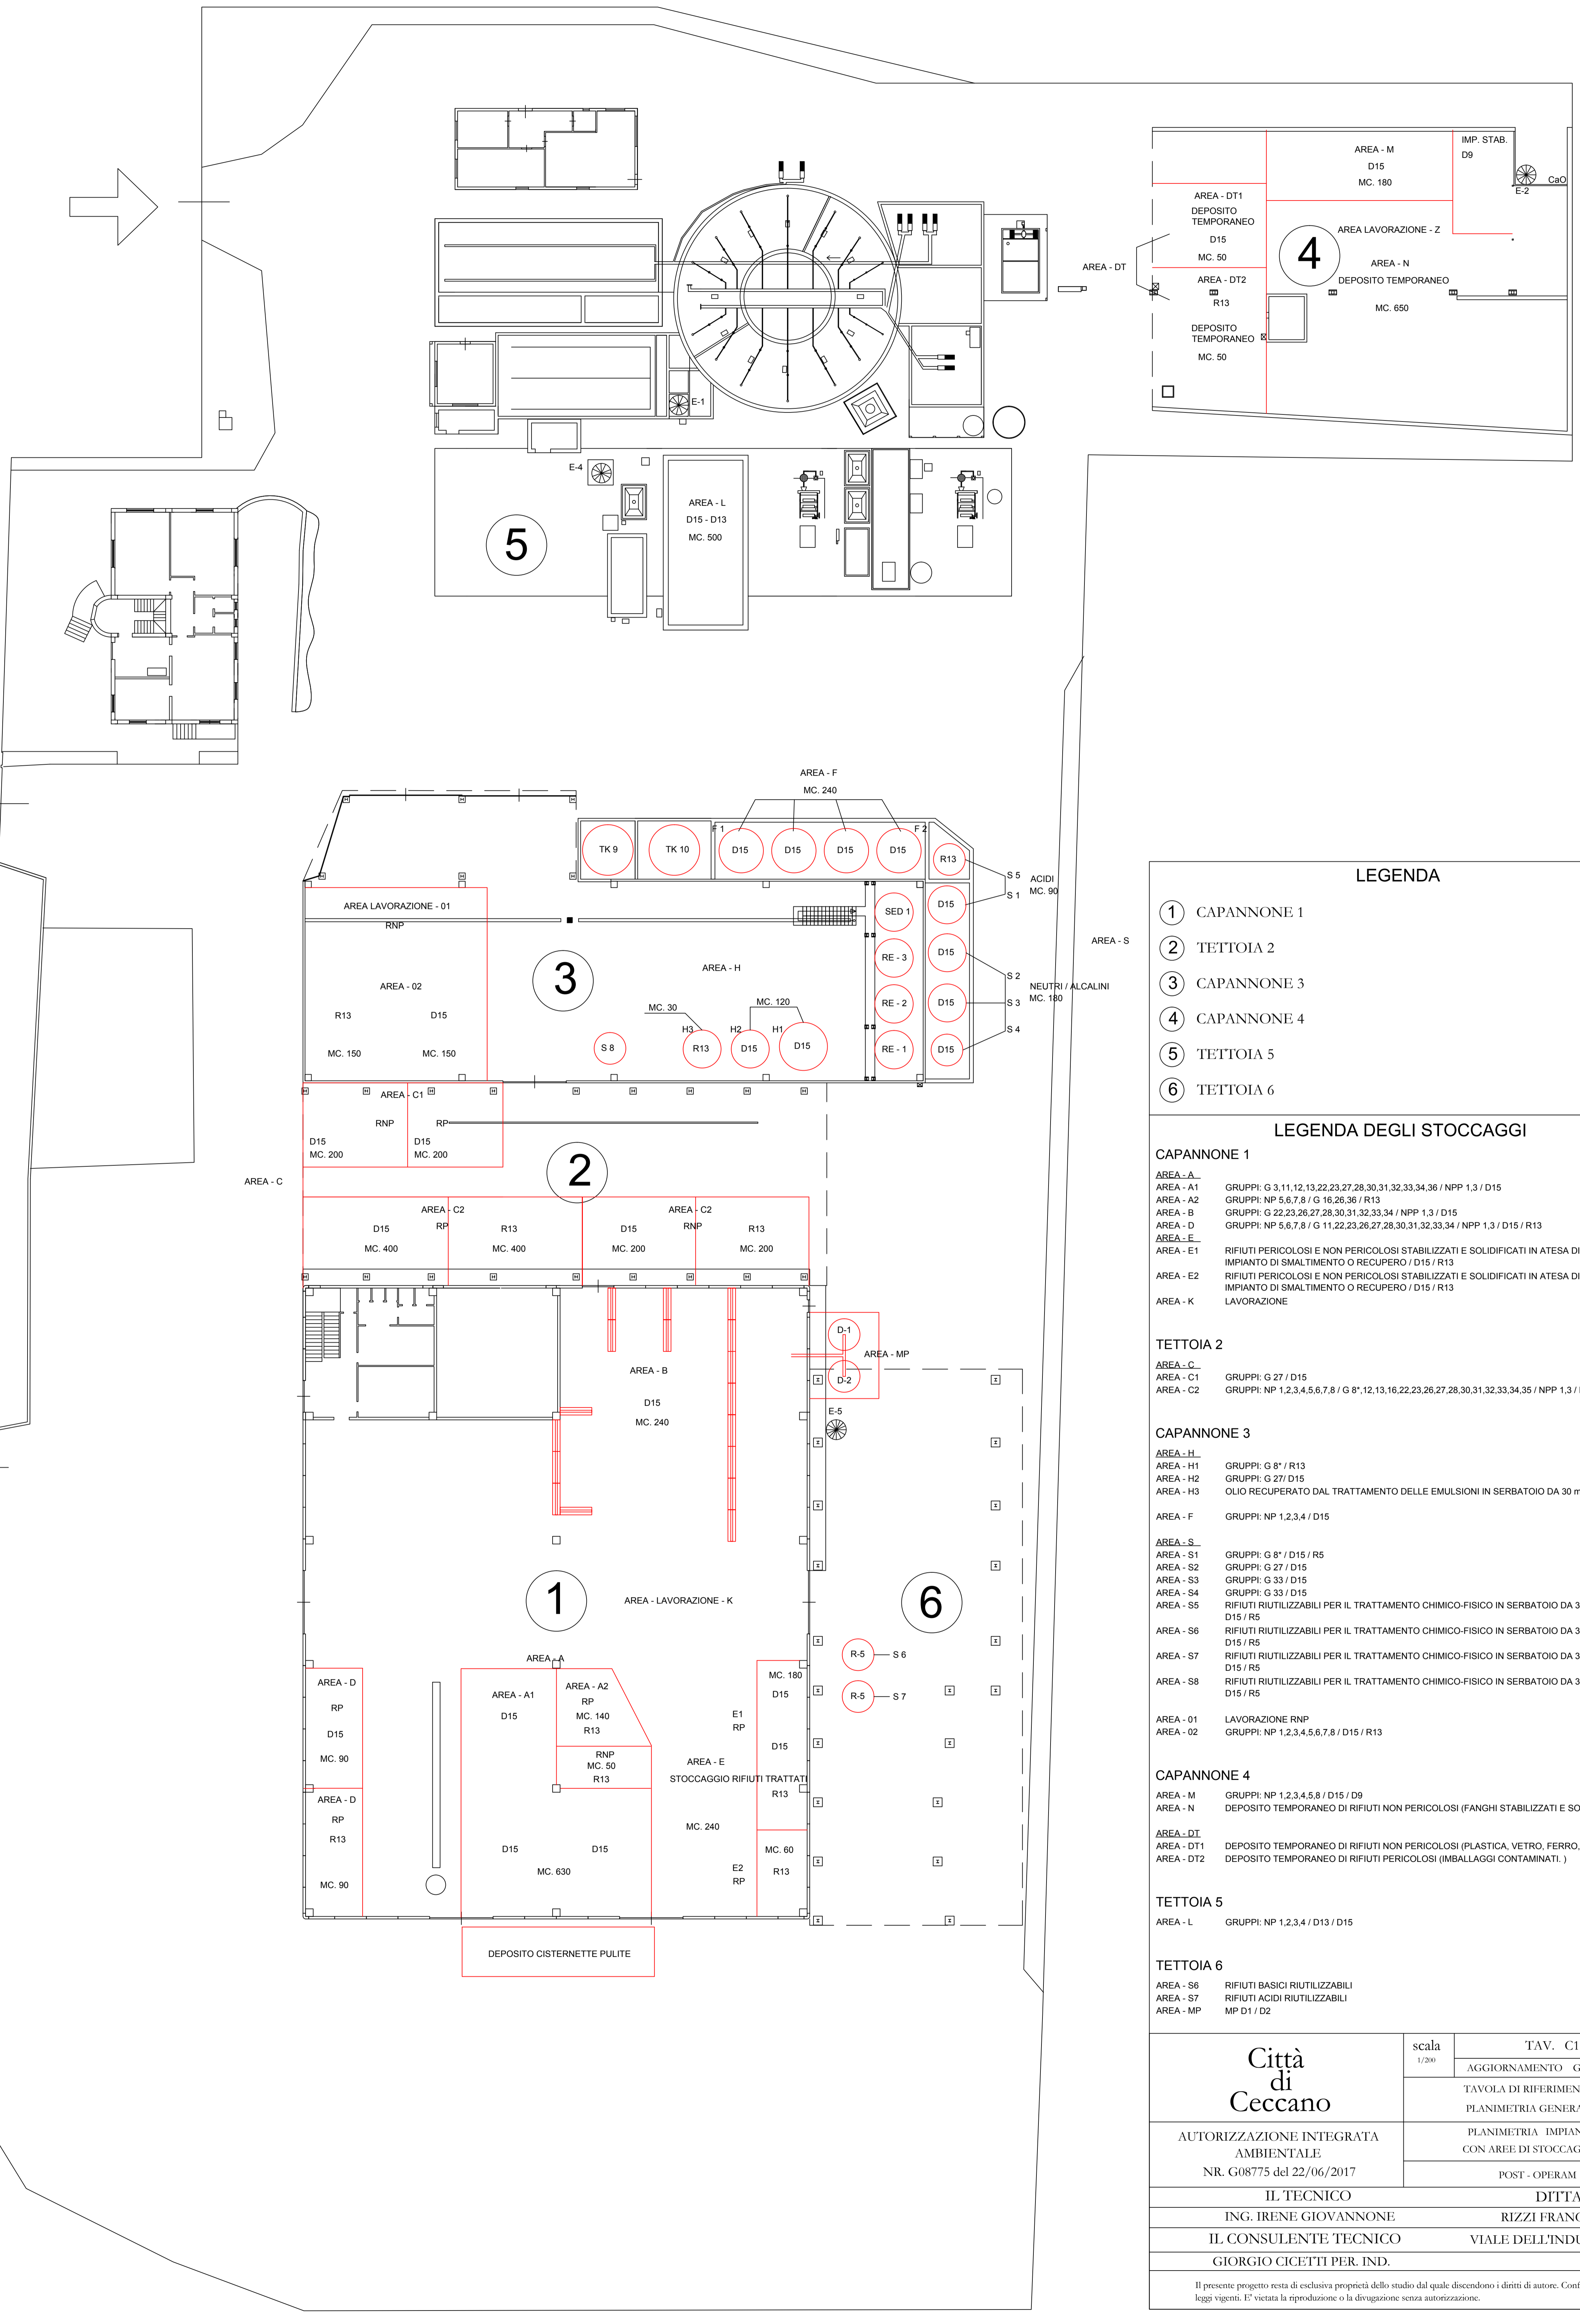 AREA - M
D15
MC. 180
IMP. STAB.
D9
CaO
E-2
AREA - DT1
DEPOSITO
TEMPORANEO
D15
MC. 50
AREA LAVORAZIONE - Z
4
AREA - N
DEPOSITO TEMPORANEO
MC. 650
AREA - DT
AREA - DT2
R13
DEPOSITO
TEMPORANEO
MC. 50
E-1
E-4
AREA - L
D15 - D13
MC. 500
5
AREA - F
MC. 240
TK 9
TK 10
F 1
D15
D15
D15
D15
F 2
R13
S 5
ACIDI
S 1
MC. 90
AREA LAVORAZIONE - 01
RNP
SED 1
D15
AREA - S
RE - 3
D15
AREA - H
3
S 2
AREA - 02
NEUTRI / ALCALINI
MC. 180
MC. 30
MC. 120
RE - 2
D15
S 3
R13
D15
H3
H2
H1
S 4
MC. 150
MC. 150
S 8
R13
D15
D15
RE - 1
D15
AREA - C1
RNP
RP
D15
MC. 200
D15
MC. 200
2
AREA - C
AREA - C2
RP
AREA - C2
RNP
D15
R13
D15
R13
MC. 400
MC. 400
MC. 200
MC. 200
D-1
AREA - MP
D-2
E-5
AREA - B
D15
MC. 240
1
AREA - LAVORAZIONE - K
6
R-5
S 6
R-5
S 7
AREA - A
AREA - D
RP
D15
MC. 90
AREA - A1
D15
AREA - A2
RP
MC. 140
R13
RNP
MC. 50
R13
MC. 180
D15
E1
RP
D15
AREA - E
STOCCAGGIO RIFIUTI TRATTATI
R13
AREA - D
RP
R13
MC. 90
MC. 240
D15
D15
MC. 630
MC. 60
R13
E2
RP
DEPOSITO CISTERNETTE PULITE
LEGENDA
1 CAPANNONE 1
2 TETTOIA 2
3 CAPANNONE 3
4 CAPANNONE 4
5 TETTOIA 5
6 TETTOIA 6
LEGENDA DEGLI STOCCAGGI
CAPANNONE 1
AREA - A
AREA - A1 GRUPPI: G 3,11,12,13,22,23,27,28,30,31,32,33,34,36 / NPP 1,3 / D15
AREA - A2 GRUPPI: NP 5,6,7,8 / G 16,26,36 / R13
AREA - B GRUPPI: G 22,23,26,27,28,30,31,32,33,34 / NPP 1,3 / D15
AREA - D GRUPPI: NP 5,6,7,8 / G 11,22,23,26,27,28,30,31,32,33,34 / NPP 1,3 / D15 / R13
AREA - E
AREA - E1 RIFIUTI PERICOLOSI E NON PERICOLOSI STABILIZZATI E SOLIDIFICATI IN ATESA DI
IMPIANTO DI SMALTIMENTO O RECUPERO / D15 / R13
AREA - E2 RIFIUTI PERICOLOSI E NON PERICOLOSI STABILIZZATI E SOLIDIFICATI IN ATESA DI
IMPIANTO DI SMALTIMENTO O RECUPERO / D15 / R13
AREA - K LAVORAZIONE
TETTOIA 2
AREA - C
AREA - C1 GRUPPI: G 27 / D15
AREA - C2 GRUPPI: NP 1,2,3,4,5,6,7,8 / G 8*,12,13,16,22,23,26,27,28,30,31,32,33,34,35 / NPP 1,3 /
CAPANNONE 3
AREA - H
AREA - H1 GRUPPI: G 8* / R13
AREA - H2 GRUPPI: G 27/ D15
AREA - H3 OLIO RECUPERATO DAL TRATTAMENTO DELLE EMULSIONI IN SERBATOIO DA 30 m
AREA - F GRUPPI: NP 1,2,3,4 / D15
AREA - S
AREA - S1 GRUPPI: G 8* / D15 / R5
AREA - S2 GRUPPI: G 27 / D15
AREA - S3 GRUPPI: G 33 / D15
AREA - S4 GRUPPI: G 33 / D15
AREA - S5 RIFIUTI RIUTILIZZABILI PER IL TRATTAMENTO CHIMICO-FISICO IN SERBATOIO DA 3
D15 / R5
AREA - S6 RIFIUTI RIUTILIZZABILI PER IL TRATTAMENTO CHIMICO-FISICO IN SERBATOIO DA 3
D15 / R5
AREA - S7 RIFIUTI RIUTILIZZABILI PER IL TRATTAMENTO CHIMICO-FISICO IN SERBATOIO DA 3
D15 / R5
AREA - S8 RIFIUTI RIUTILIZZABILI PER IL TRATTAMENTO CHIMICO-FISICO IN SERBATOIO DA 3
D15 / R5
AREA - 01 LAVORAZIONE RNP
AREA - 02 GRUPPI: NP 1,2,3,4,5,6,7,8 / D15 / R13
CAPANNONE 4
AREA - M GRUPPI: NP 1,2,3,4,5,8 / D15 / D9
AREA - N DEPOSITO TEMPORANEO DI RIFIUTI NON PERICOLOSI (FANGHI STABILIZZATI E SO
AREA - DT
AREA - DT1 DEPOSITO TEMPORANEO DI RIFIUTI NON PERICOLOSI (PLASTICA, VETRO, FERRO,
AREA - DT2 DEPOSITO TEMPORANEO DI RIFIUTI PERICOLOSI (IMBALLAGGI CONTAMINATI. )
TETTOIA 5
AREA - L GRUPPI: NP 1,2,3,4 / D13 / D15
TETTOIA 6
AREA - S6 RIFIUTI BASICI RIUTILIZZABILI
AREA - S7 RIFIUTI ACIDI RIUTILIZZABILI
AREA - MP MP D1 / D2
Città
di
Ceccano
scala
1/200
TAV. C1
AGGIORNAMENTO G
TAVOLA DI RIFERIMEN
PLANIMETRIA GENERA
AUTORIZZAZIONE INTEGRATA
AMBIENTALE
NR. G08775 del 22/06/2017
PLANIMETRIA IMPIAN
CON AREE DI STOCCAG
POST - OPERAM
IL TECNICO
DITTA
ING. IRENE GIOVANNONE
RIZZI FRANC
IL CONSULENTE TECNICO
VIALE DELL'INDU
GIORGIO CICETTI PER. IND.
Il presente progetto resta di esclusiva proprietà dello studio dal quale discendono i diritti di autore. Conf
leggi vigenti. E' vietata la riproduzione o la divugazione senza autorizzazione.